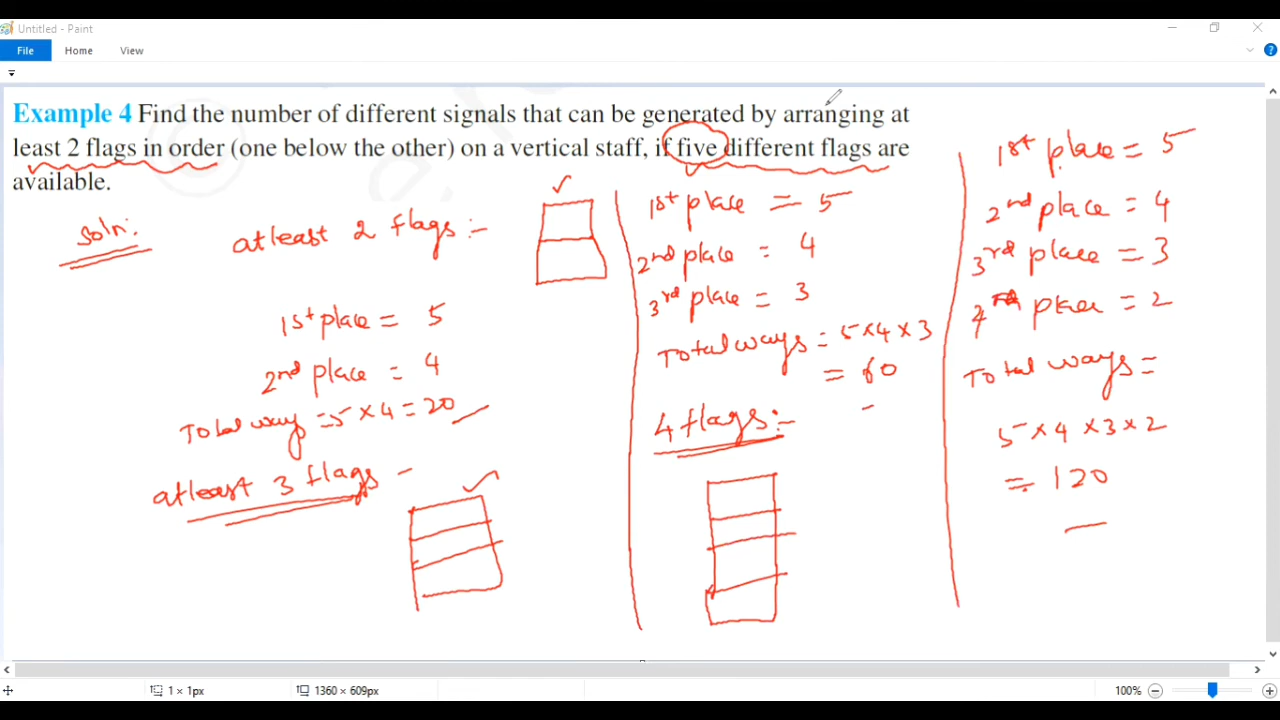 Untitled - Paint
File Home View
Example 4 Find the number of different signals that can be generated by arranging at
least 2 flags in order (one below the other) on a vertical staff, if five different flags are
available.
Soln:
atleast 2 flags :-
1st place = 5
2nd place = 4
Total way = 5 × 4 = 20
atleast 3 flags -
1st place = 5
2nd place = 4
3rd place = 3
Total ways = 5 × 4 × 3
= 60
4 flags :-
1st place = 5
2nd place = 4
3rd place = 3
4th place = 2
Total ways =
5 × 4 × 3 × 2
= 120
1 × 1px 1360 × 609px 100%